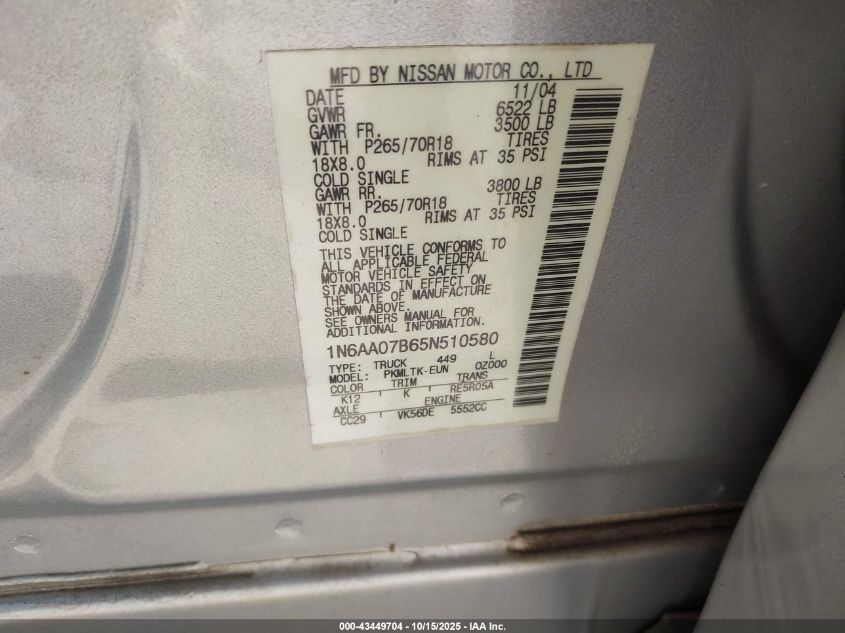 MFD BY NISSAN MOTOR CO., LTD
DATE 11/04
GVWR 6522 LB
GAWR FR. 3500 LB
WITH P265/70R18 TIRES
18X8.0 RIMS AT 35 PSI
COLD SINGLE
GAWR RR. 3800 LB
WITH P265/70R18 TIRES
18X8.0 RIMS AT 35 PSI
COLD SINGLE
THIS VEHICLE CONFORMS TO
ALL APPLICABLE FEDERAL
MOTOR VEHICLE SAFETY
STANDARDS IN EFFECT ON
THE DATE OF MANUFACTURE
SHOWN ABOVE.
SEE OWNERS MANUAL FOR
ADDITIONAL INFORMATION.
1N6AA07B65N510580
TYPE: TRUCK 449 L
MODEL: PKMLTK-EUN 0Z000
COLOR TRIM TRANS
K12 K RE5R05A
AXLE ENGINE
CC29 VK56DE 5552CC
000-43449704 - 10/15/2025 - IAA Inc.